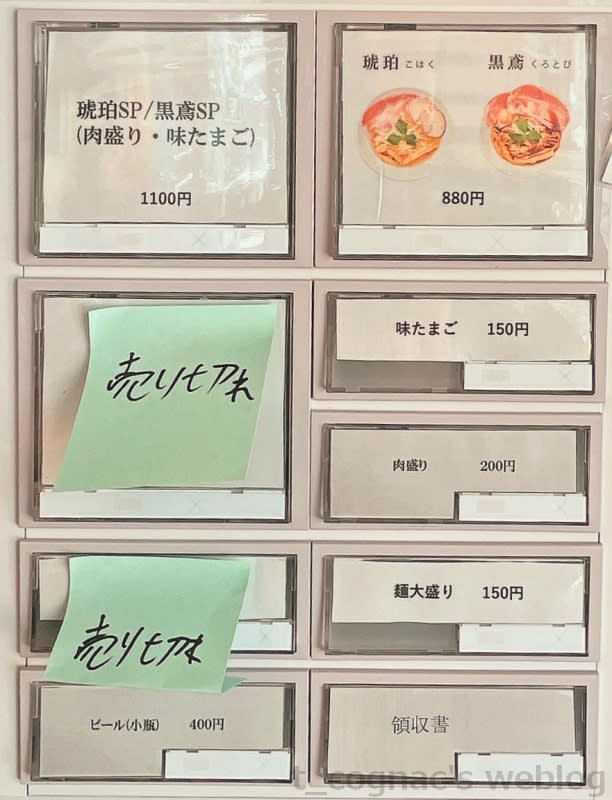 琥珀SP/黒鳶SP
(肉盛り・味たまご)
1100円
琥珀 こはく 黒鳶 くろとび
880円
売り切れ
味たまご 150円
肉盛り 200円
売り切れ
麺大盛り 150円
ビール(小瓶) 400円
領収書
t_cognac's weblog